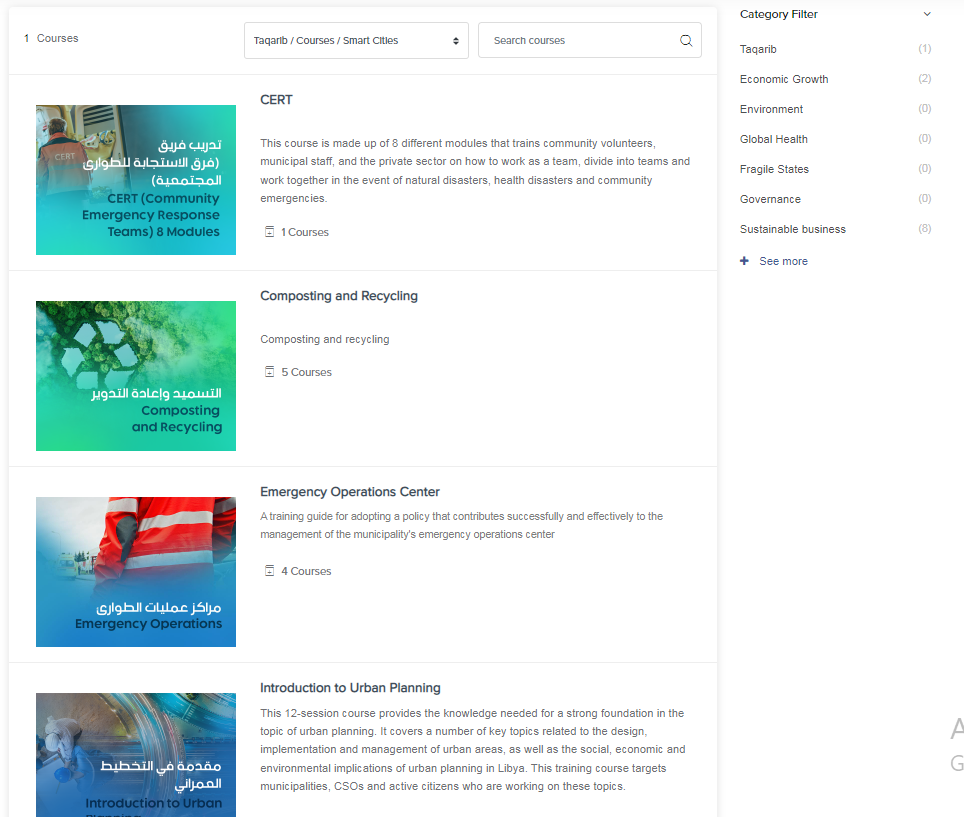 1 Courses
Taqarib / Courses / Smart Cities
Search courses
CERT
CERT
تدريب فريق
(فرق الاستجابة للطوارئ
المجتمعية)
CERT (Community
Emergency Response
Teams) 8 Modules
This course is made up of 8 different modules that trains community volunteers,
municipal staff, and the private sector on how to work as a team, divide into teams and
work together in the event of natural disasters, health disasters and community
emergencies.
1 Courses
التسميد وإعادة التدوير
Composting
and Recycling
Composting and Recycling
Composting and recycling
5 Courses
مراكز عمليات الطوارئ
Emergency Operations
Emergency Operations Center
A training guide for adopting a policy that contributes successfully and effectively to the
management of the municipality's emergency operations center
4 Courses
مقدمة في التخطيط
العمراني
Introduction to Urban
Introduction to Urban Planning
This 12-session course provides the knowledge needed for a strong foundation in the
topic of urban planning. It covers a number of key topics related to the design,
implementation and management of urban areas, as well as the social, economic and
environmental implications of urban planning in Libya. This training course targets
municipalities, CSOs and active citizens who are working on these topics.
Category Filter
Taqarib (1)
Economic Growth (2)
Environment (0)
Global Health (0)
Fragile States (0)
Governance (0)
Sustainable business (8)
See more
A
G